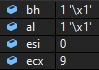 bh 1 '\x1'
al 1 '\x1'
esi 0
ecx 9